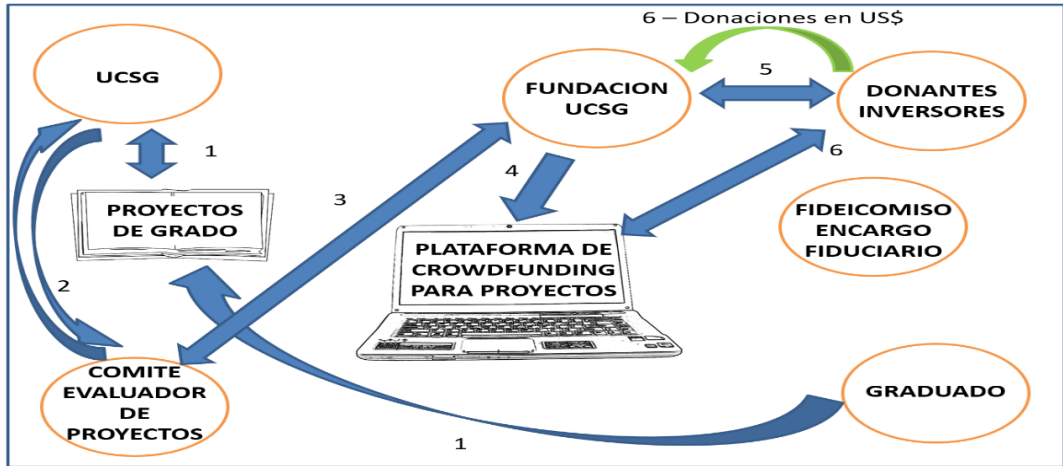 6 – Donaciones en US$
UCSG
FUNDACION
UCSG
5
DONANTES
INVERSORES
1
4
6
3
PROYECTOS
DE GRADO
FIDEICOMISO
ENCARGO
FIDUCIARIO
PLATAFORMA DE
CROWDFUNDING
PARA PROYECTOS
2
COMITE
EVALUADOR
DE
PROYECTOS
GRADUADO
1